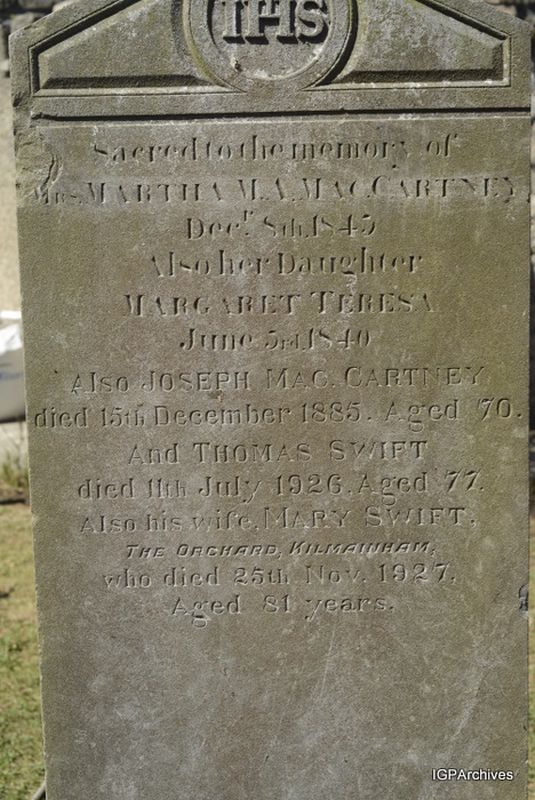 IHS
Sacred to the memory of
Mrs. MARTHA M.A. MAC.CARTNEY,
Decr. 8th, 1845
Also her Daughter
MARGARET TERESA
June 3rd, 1840
Also JOSEPH MAC. CARTNEY
died 15th December 1885. Aged 70.
And THOMAS SWIFT
died 11th July 1926. Aged 77.
Also his wife, MARY SWIFT,
THE ORCHARD, KILMAINHAM,
who died 25th Nov. 1927.
Aged 81 years.
IGPArchives